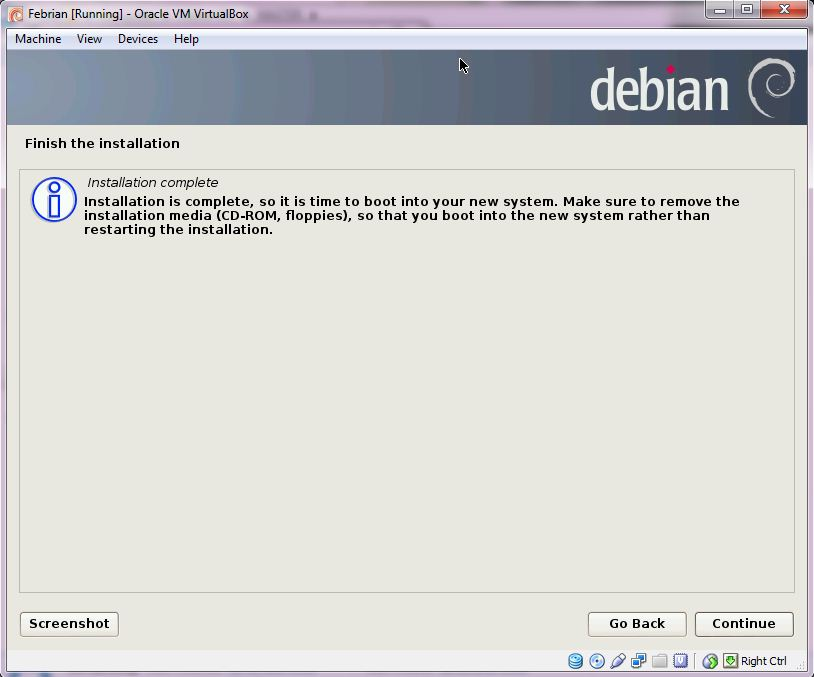 Febrian [Running] - Oracle VM VirtualBox
Machine View Devices Help
debian
Finish the installation
Installation complete
Installation is complete, so it is time to boot into your new system. Make sure to remove the
installation media (CD-ROM, floppies), so that you boot into the new system rather than
restarting the installation.
Screenshot Go Back Continue
Right Ctrl